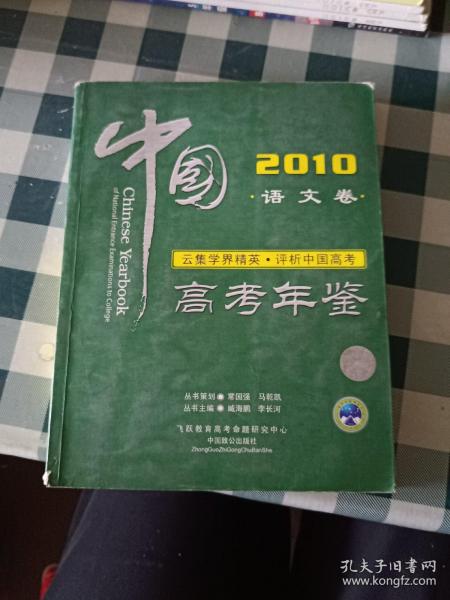 中國
Chinese Yearbook
of National Entrance Examinations to College
2010
·语文卷·
云集学界精英·评析中国高考
高考年鉴
丛书策划 常国强 马乾凯
丛书主编 臧海鹏 李长河
飞跃教育高考命题研究中心
中国致公出版社
ZhongGuoZhiGongChuBanShe
孔夫子旧书网
www.kongfz.com